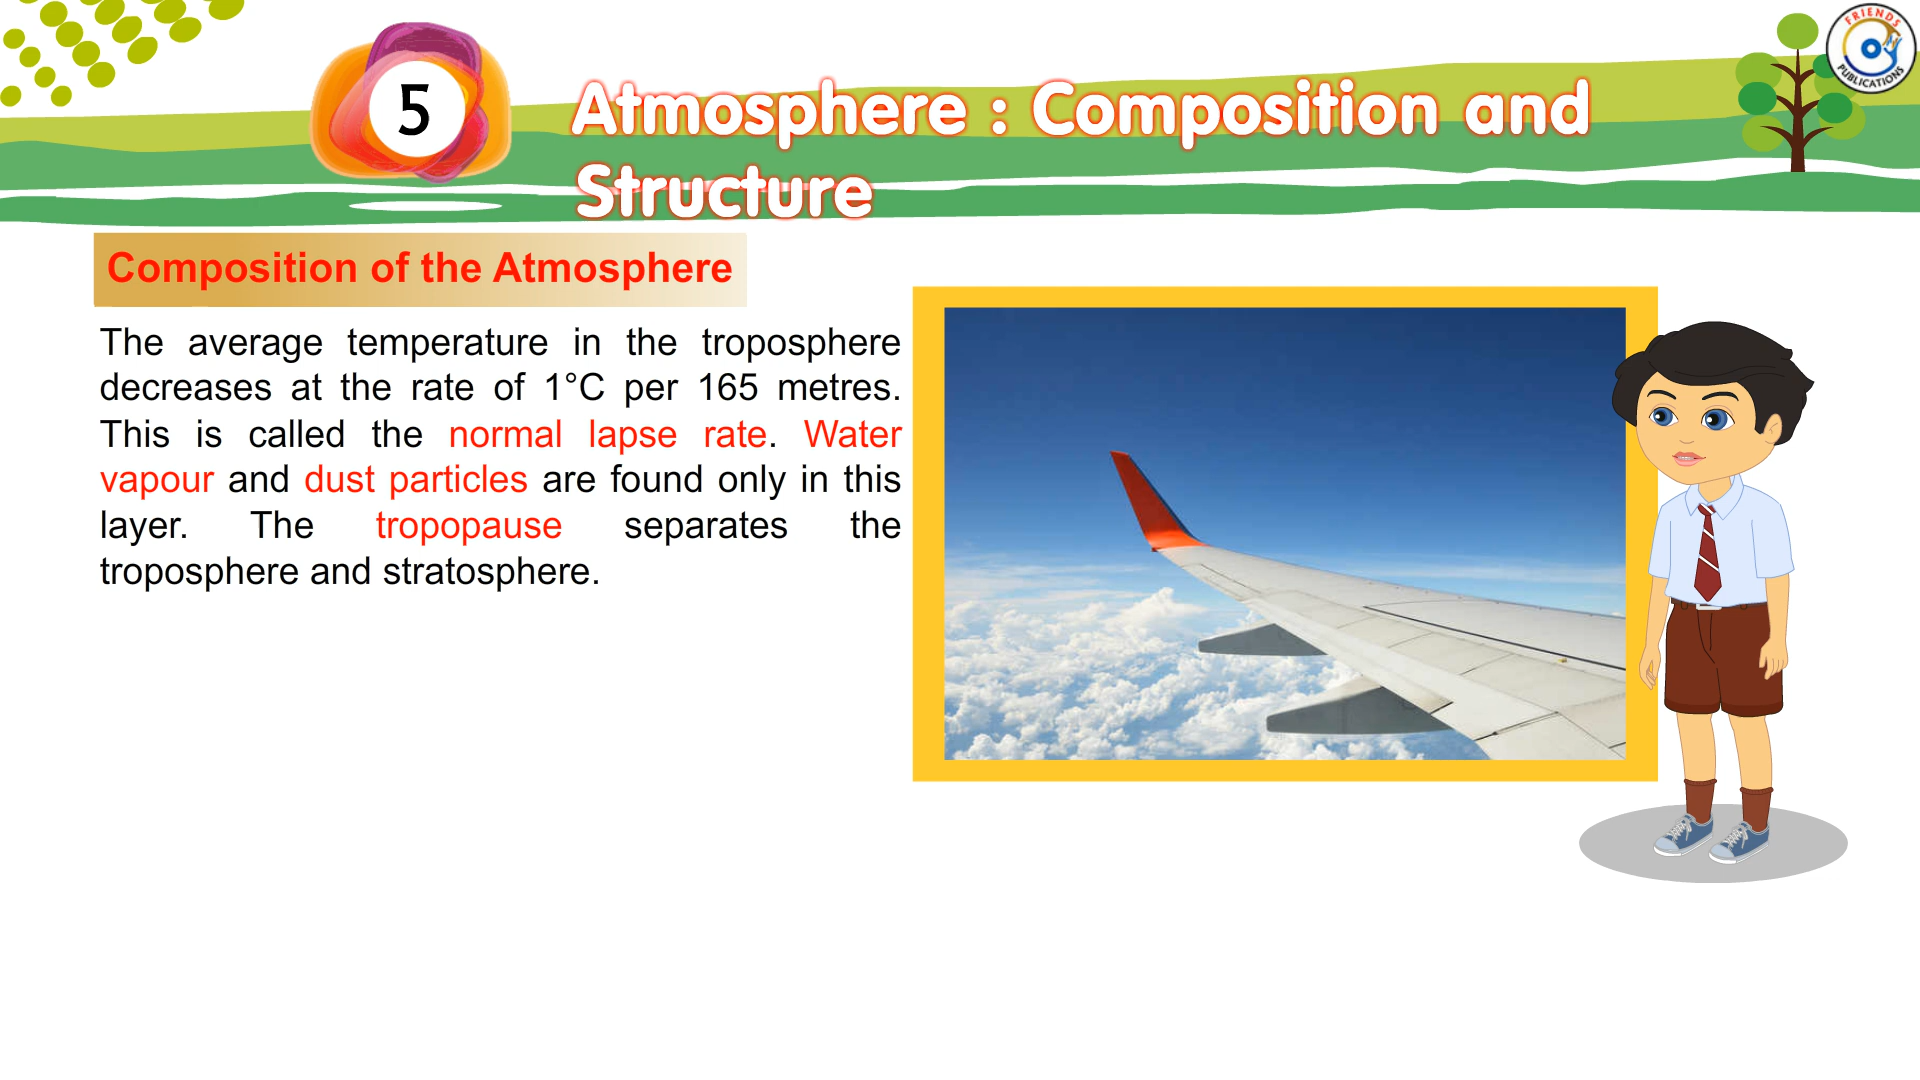 5
Atmosphere : Composition and
Structure
FRIENDS
PUBLICATIONS
Composition of the Atmosphere
The average temperature in the troposphere
decreases at the rate of 1°C per 165 metres.
This is called the normal lapse rate. Water
vapour and dust particles are found only in this
layer. The tropopause separates the
troposphere and stratosphere.